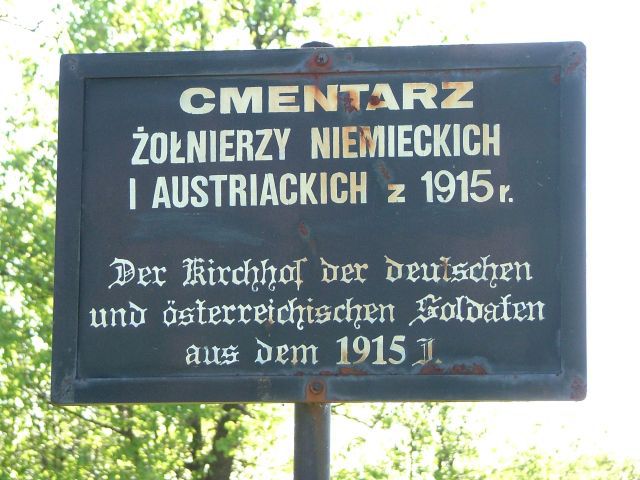 CMENTARZ
ŻOŁNIERZY NIEMIECKICH
I AUSTRIACKICH z 1915 r.
Der Kirchhof der deutschen
und österreichischen Soldaten
aus dem 1915 J.